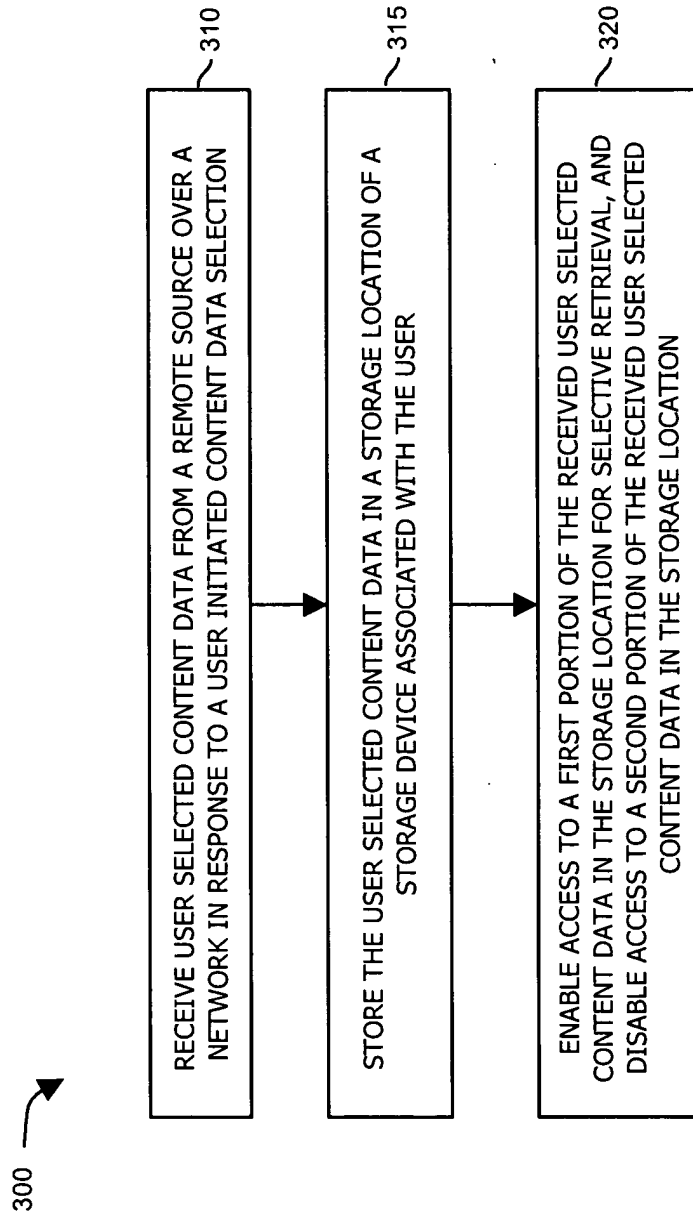 300
RECEIVE USER SELECTED CONTENT DATA FROM A REMOTE SOURCE OVER A
NETWORK IN RESPONSE TO A USER INITIATED CONTENT DATA SELECTION
310
STORE THE USER SELECTED CONTENT DATA IN A STORAGE LOCATION OF A
STORAGE DEVICE ASSOCIATED WITH THE USER
315
ENABLE ACCESS TO A FIRST PORTION OF THE RECEIVED USER SELECTED
CONTENT DATA IN THE STORAGE LOCATION FOR SELECTIVE RETRIEVAL, AND
DISABLE ACCESS TO A SECOND PORTION OF THE RECEIVED USER SELECTED
CONTENT DATA IN THE STORAGE LOCATION
320